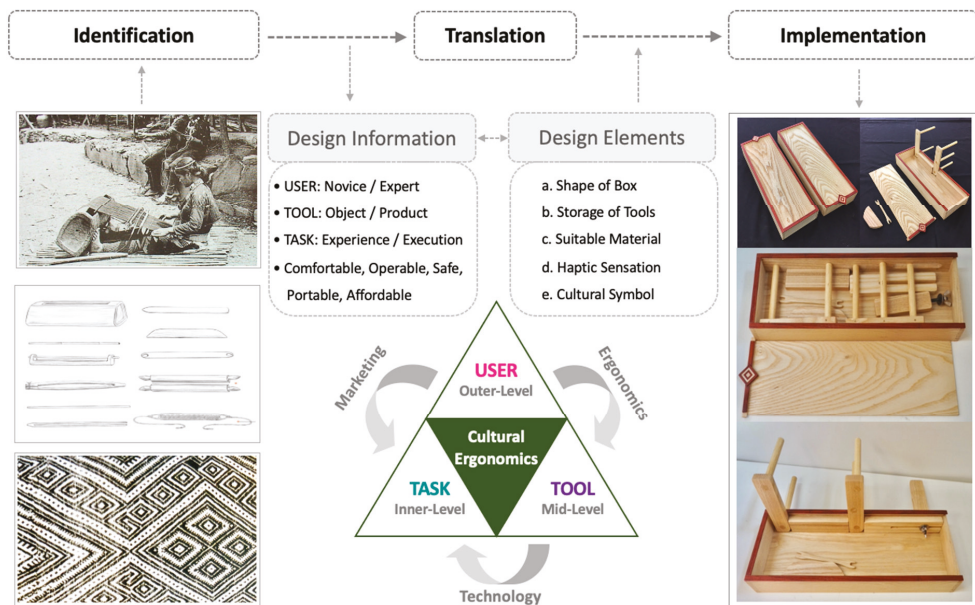 Identification
Translation
Implementation
Design Information
Design Elements
• USER: Novice / Expert
• TOOL: Object / Product
• TASK: Experience / Execution
• Comfortable, Operable, Safe,
Portable, Affordable
a. Shape of Box
b. Storage of Tools
c. Suitable Material
d. Haptic Sensation
e. Cultural Symbol
Marketing
Ergonomics
USER
Outer-Level
Cultural
Ergonomics
TASK
Inner-Level
TOOL
Mid-Level
Technology